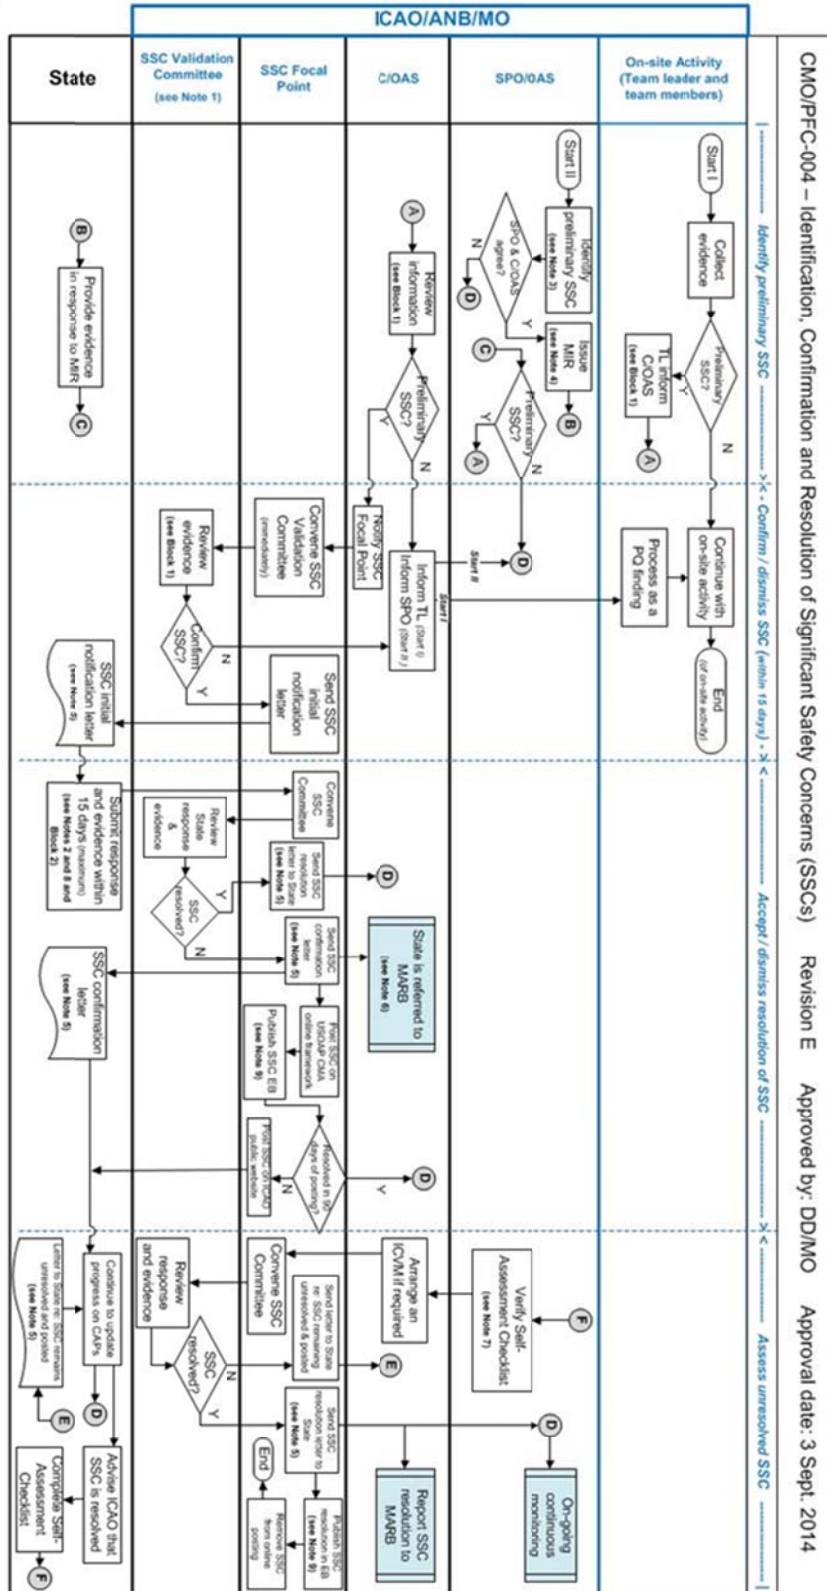 CMO/PFC-004 – Identification, Confirmation and Resolution of Significant Safety Concerns (SSCs) Revision E Approved by: DD/MO Approval date: 3 Sept. 2014
ICAO/ANB/MO
State
SSC Validation
Committee
(see Note 1)
SSC Focal
Point
C/OAS
SPO/0AS
On-site Activity
(Team leader and
team members)
Identify preliminary SSC
Confirm / dismiss SSC (within 15 days)
Accept / dismiss resolution of SSC
Assess unresolved SSC
Start I
Collect
evidence
Preliminary
SSC?
Y
N
TL inform
C/OAS
(see Block 1)
A
Continue with
on-site activity
Process as a
PQ finding
End
(of on-site activity)
Start II
Identify
preliminary SSC
(see Note 3)
SPO & C/OAS
agree?
N
D
Y
Issue
MIR
(see Note 4)
B
C
Preliminary
SSC?
Y
A
N
D
Start II
Start I
Verify Self-
Assessment Checklist
(see Note 7)
F
D
On-going
continuous
monitoring
A
Review
information
(see Block 1)
Preliminary
SSC?
Y
N
Notify SSC
Focal Point
Inform TL (Start I)
Inform SPO (Start II)
D
State is referred to
MARB
(see Note 6)
D
Y
Arrange an
ICVM if required
E
Report SSC
resolution to
MARB
Convene SSC
Validation
Committee
(immediately)
Send SSC
initial
notification
letter
Convene
SSC
Committee
Send SSC
resolution
letter to State
(see Note 5)
Send SSC
confirmation
letter
(see Note 5)
Post SSC on
USOAP CMA
online framework
Publish SSC EB
(see Note 9)
Resolved in 90
days of posting?
N
Post SSC on ICAO
public website
Convene SSC
Committee
Send letter to State
re: SSC remaining
unresolved & posted
Send SSC
resolution letter to
State
(see Note 5)
Publish SSC
resolution in EB
(see Note 9)
Remove SSC
from online
posting
End
Review
evidence
(see Block 1)
Confirm
SSC?
N
Y
Review
State
response
&
evidence
SSC
resolved?
Y
N
Review
response
and evidence
SSC
resolved?
N
Y
B
Provide evidence
in response to MIR
C
SSC initial
notification letter
(see Note 5)
Submit response
and evidence within
15 days (maximum)
(see Notes 2 and 8 and
Block 2)
SSC confirmation
letter
(see Note 5)
Continue to update
progress on CAPs
Letter to State re: SSC remains
unresolved and posted
(see Note 5)
D
E
Advise ICAO that
SSC is resolved
Complete Self-
Assessment
Checklist
F